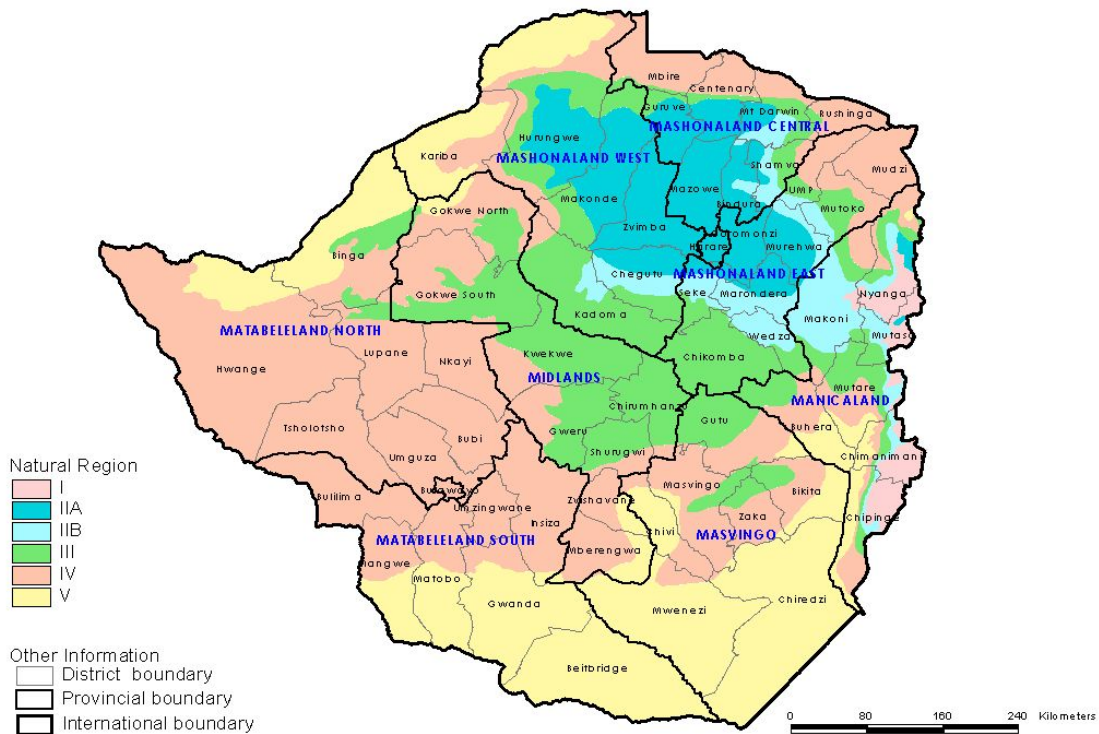 Mbire
Centenary
Guruve
Mt Darwin
Rushinga
MASHONALAND CENTRAL
Hurungwe
Kariba
MASHONALAND WEST
Shamva
Mudzi
Makonde
Mazowe
UMP
Bindura
Mutoko
Gokwe North
Zvimba
Harare
Murehwa
Binga
Chegutu
MASHONALAND EAST
Gokwe South
Seke
Marondera
Nyanga
Kadoma
Makoni
MATABELELAND NORTH
Wedza
Mutasa
Lupane
Nkayi
Kwekwe
Chikomba
Hwange
MIDLANDS
Mutare
MANICALAND
Chirumhanzu
Gutu
Tsholotsho
Bubi
Gweru
Buhera
Umguza
Shurugwi
Chimanimani
Natural Region
I
IIA
IIB
III
IV
V
Bulilima
Bulawayo
Umzingwane
Zvishavane
Masvingo
Bikita
Insiza
Zaka
Chipinge
MATABELELAND SOUTH
Chivi
MASVINGO
Mberengwa
Mangwe
Matobo
Gwanda
Mwenezi
Chiredzi
Beitbridge
Other Information
District boundary
Provincial boundary
International boundary
0 80 160 240 Kilometers